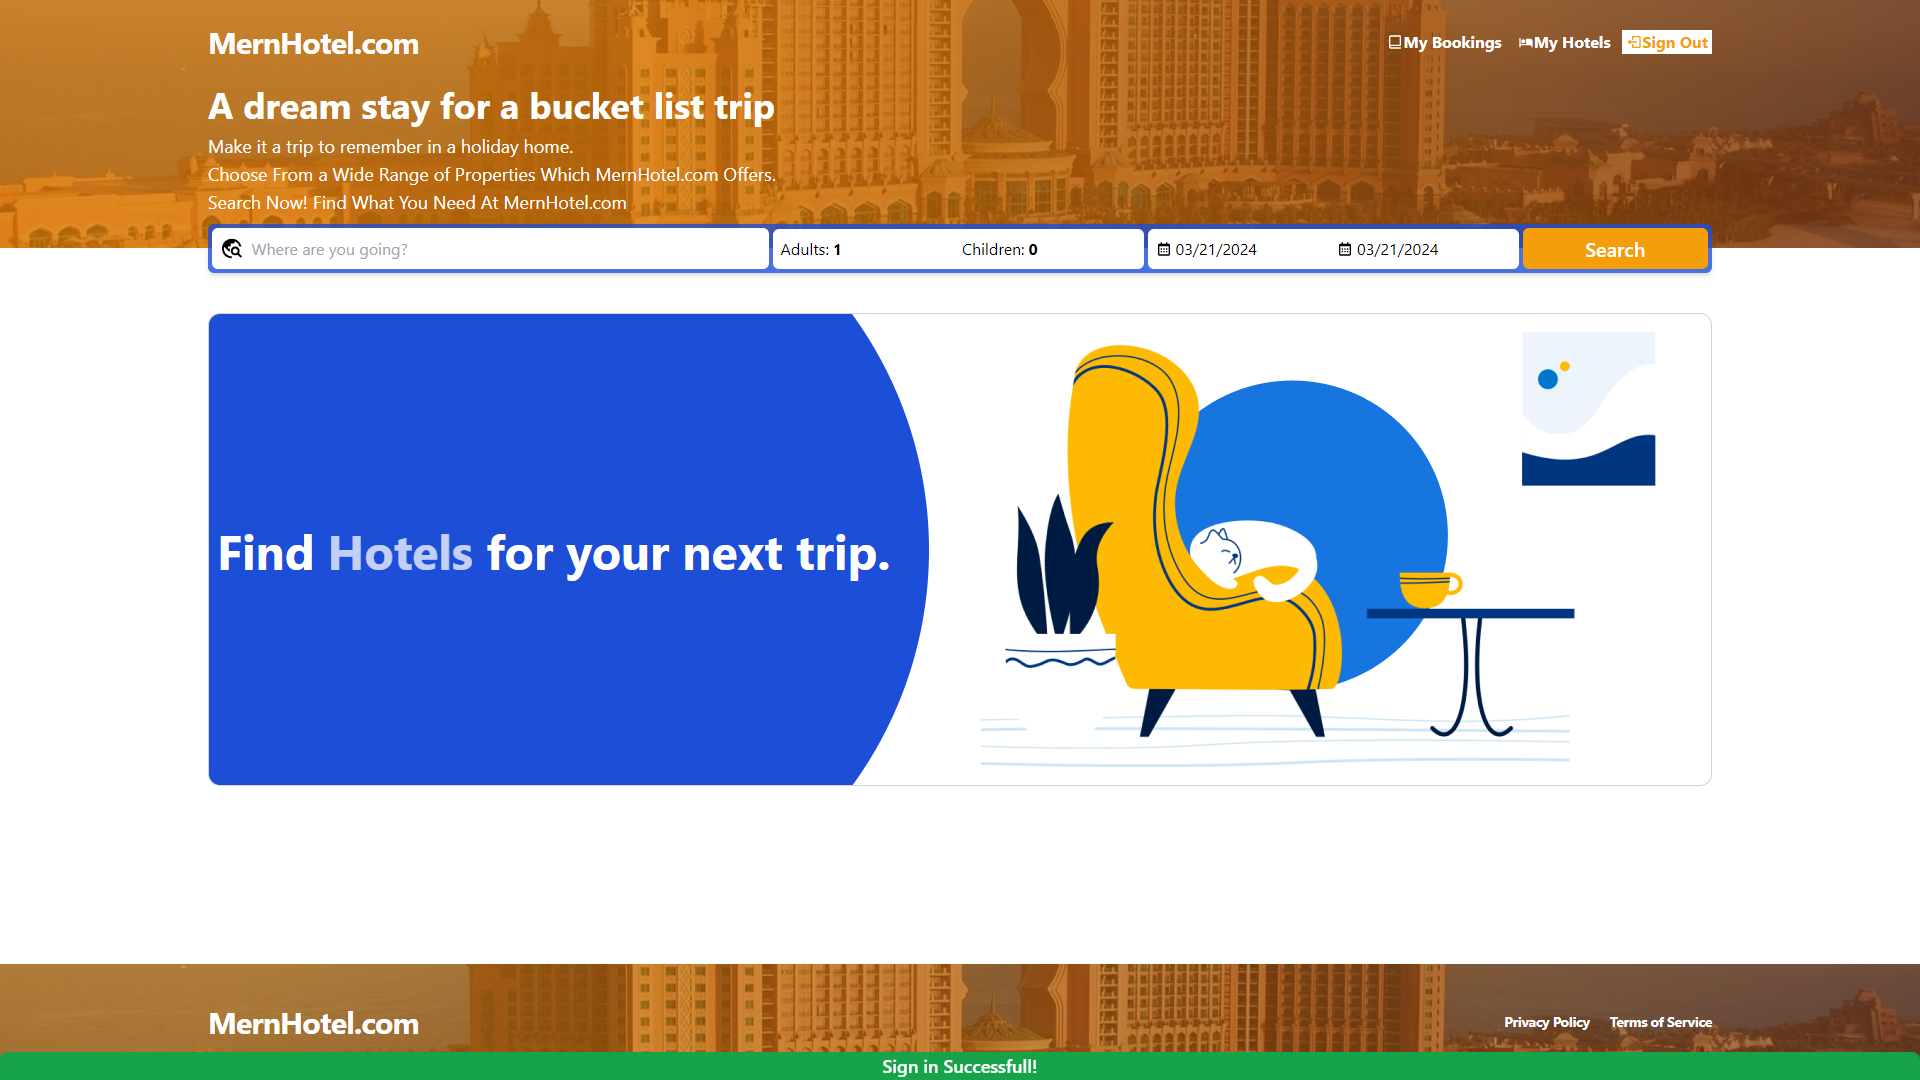 MernHotel.com
My Bookings
My Hotels
Sign Out
A dream stay for a bucket list trip
Make it a trip to remember in a holiday home.
Choose From a Wide Range of Properties Which MernHotel.com Offers.
Search Now! Find What You Need At MernHotel.com
Where are you going?
Adults: 1
Children: 0
03/21/2024
03/21/2024
Search
Find Hotels for your next trip.
MernHotel.com
Privacy Policy
Terms of Service
Sign in Successfull!